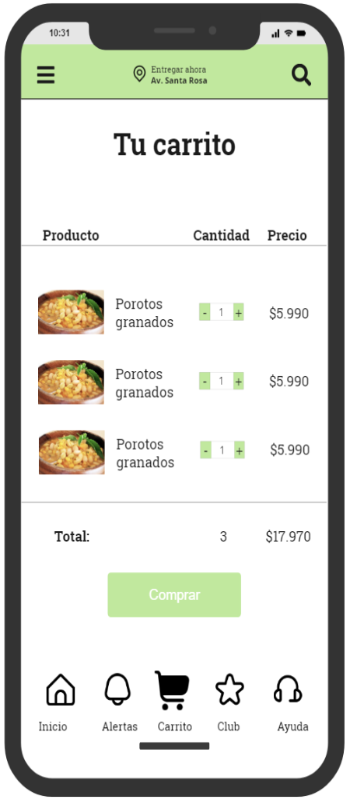 10:31
Entregar ahora
Av. Santa Rosa
Tu carrito
Producto Cantidad Precio
Porotos
granados
- 1 + $5.990
Porotos
granados
- 1 + $5.990
Porotos
granados
- 1 + $5.990
Total: 3 $17.970
Comprar
Inicio Alertas Carrito Club Ayuda